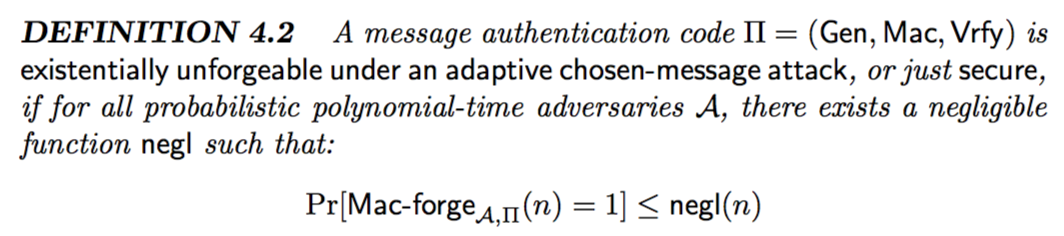 DEFINITION 4.2 A message authentication code Π = (Gen, Mac, Vrfy) is
existentially unforgeable under an adaptive chosen-message attack, or just secure,
if for all probabilistic polynomial-time adversaries 𝒜, there exists a negligible
function negl such that:
Pr[Mac-forge_{𝒜,Π}(n) = 1] ≤ negl(n)